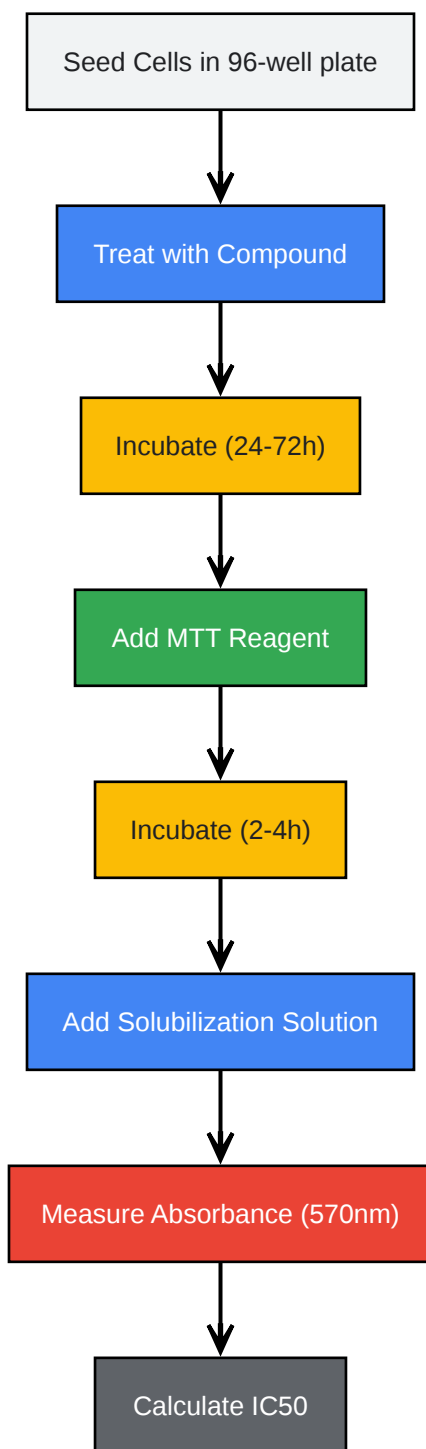 Seed Cells in 96-well plate
Treat with Compound
Incubate (24-72h)
Add MTT Reagent
Incubate (2-4h)
Add Solubilization Solution
Measure Absorbance (570nm)
Calculate IC50